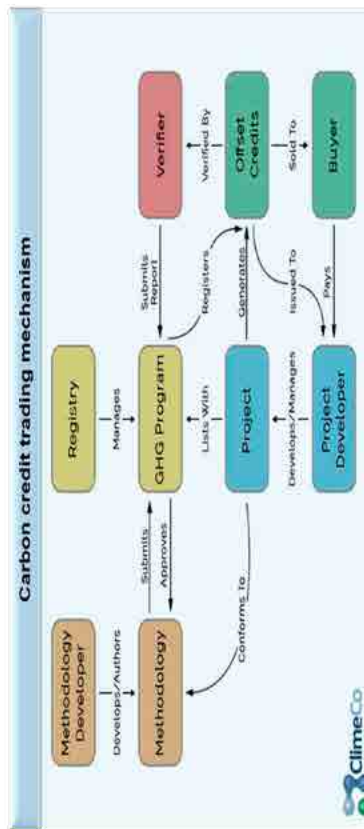 Carbon credit trading mechanism
Methodology
Developer
Registry
Develops/Authors
Manages
Methodology
Submits
Approves
GHG Program
Submits
Report
Verifier
Registers
Lists With
Verified By
Conforms To
Project
Generates
Offset
Credits
Develops/Manages
Issued To
Sold To
Project
Developer
Pays
Buyer
ClimeCo